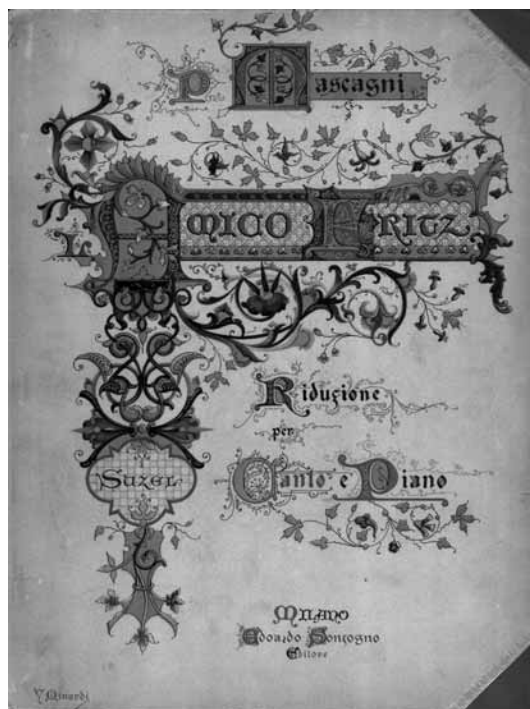 P. Mascagni
L'Amico Fritz
Riduzione
per
Canto e Piano
Suzel
Milano
Edoardo Sonzogno
Editore